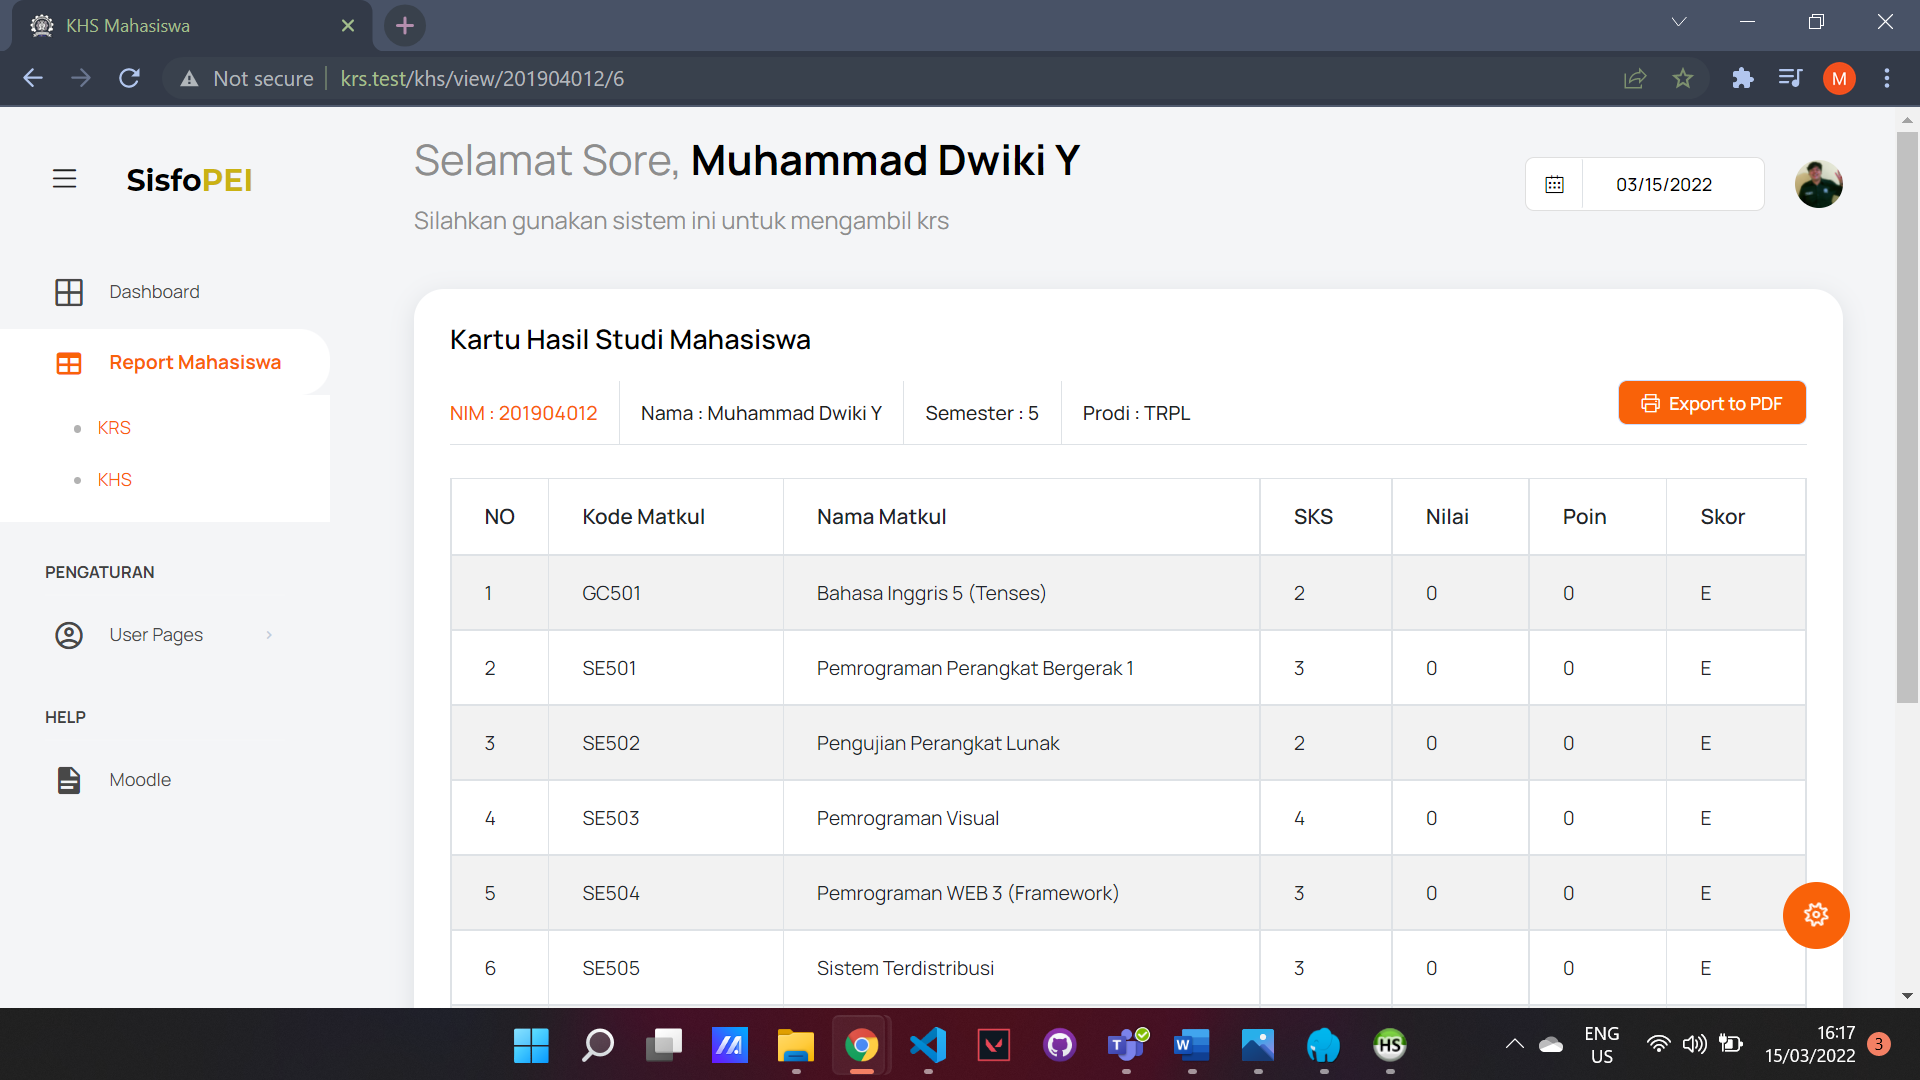 KHS Mahasiswa
Not secure
krs.test/khs/view/201904012/6
M
SisfoPEI
Selamat Sore, Muhammad Dwiki Y
Silahkan gunakan sistem ini untuk mengambil krs
03/15/2022
Dashboard
Report Mahasiswa
KRS
KHS
PENGATURAN
User Pages
HELP
Moodle
Kartu Hasil Studi Mahasiswa
NIM : 201904012 Nama : Muhammad Dwiki Y Semester : 5 Prodi : TRPL
Export to PDF
NO Kode Matkul Nama Matkul SKS Nilai Poin Skor
1 GC501 Bahasa Inggris 5 (Tenses) 2 0 0 E
2 SE501 Pemrograman Perangkat Bergerak 1 3 0 0 E
3 SE502 Pengujian Perangkat Lunak 2 0 0 E
4 SE503 Pemrograman Visual 4 0 0 E
5 SE504 Pemrograman WEB 3 (Framework) 3 0 0 E
6 SE505 Sistem Terdistribusi 3 0 0 E
T
W
HS
ENG
US
16:17
15/03/2022
3